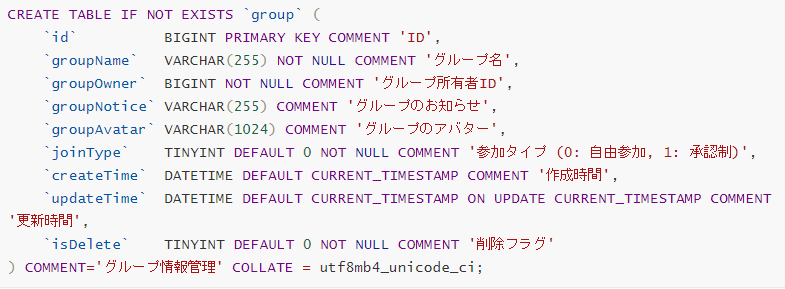 CREATE TABLE IF NOT EXISTS `group` (
    `id`           BIGINT PRIMARY KEY COMMENT 'ID',
    `groupName`    VARCHAR(255) NOT NULL COMMENT 'グループ名',
    `groupOwner`   BIGINT NOT NULL COMMENT 'グループ所有者ID',
    `groupNotice`  VARCHAR(255) COMMENT 'グループのお知らせ',
    `groupAvatar`  VARCHAR(1024) COMMENT 'グループのアバター',
    `joinType`     TINYINT DEFAULT 0 NOT NULL COMMENT '参加タイプ (0: 自由参加, 1: 承認制)',
    `createTime`   DATETIME DEFAULT CURRENT_TIMESTAMP COMMENT '作成時間',
    `updateTime`   DATETIME DEFAULT CURRENT_TIMESTAMP ON UPDATE CURRENT_TIMESTAMP COMMENT
'更新時間',
    `isDelete`     TINYINT DEFAULT 0 NOT NULL COMMENT '削除フラグ'
) COMMENT='グループ情報管理' COLLATE = utf8mb4_unicode_ci;